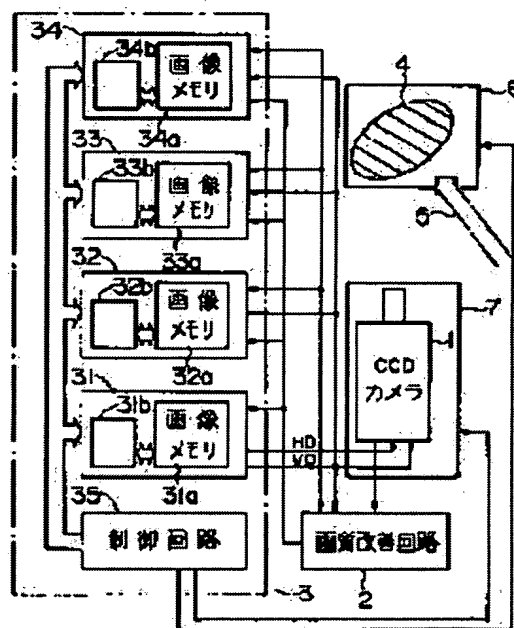 34
34b
画像
メモリ
34a
33
33b
画像
メモリ
33a
32
32b
画像
メモリ
32a
31
31b
画像
メモリ
31a
35
制御回路
3
4
6
5
7
1
CCD
カメラ
HD
VD
画質改善回路
2